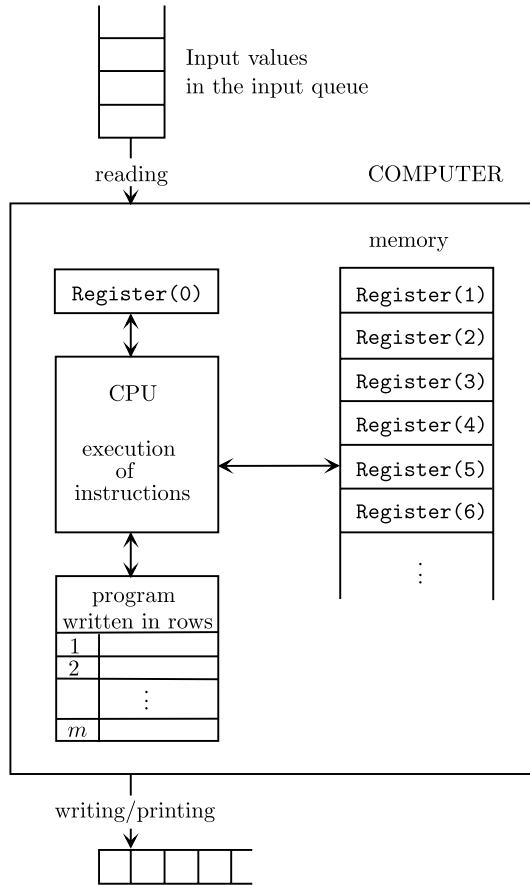 Input values
in the input queue
reading
COMPUTER
memory
Register(0)
Register(1)
Register(2)
Register(3)
Register(4)
Register(5)
Register(6)
⋮
CPU
execution
of
instructions
program
written in rows
1
2
⋮
m
writing/printing